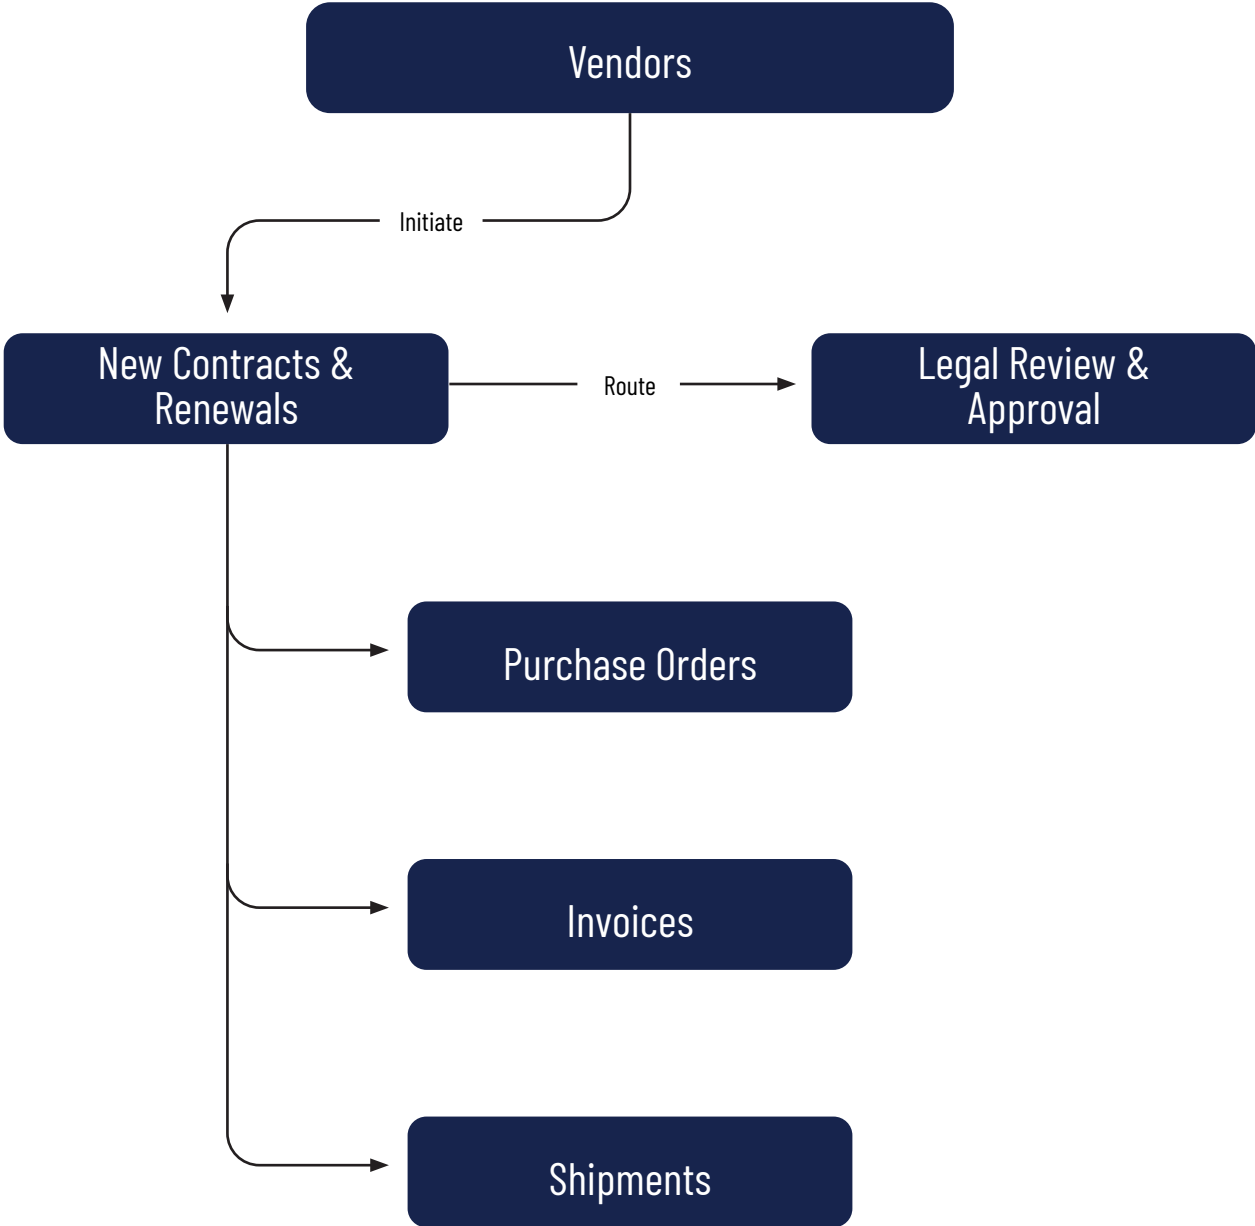 Vendors
Initiate
New Contracts &
Renewals
Route
Legal Review &
Approval
Purchase Orders
Invoices
Shipments